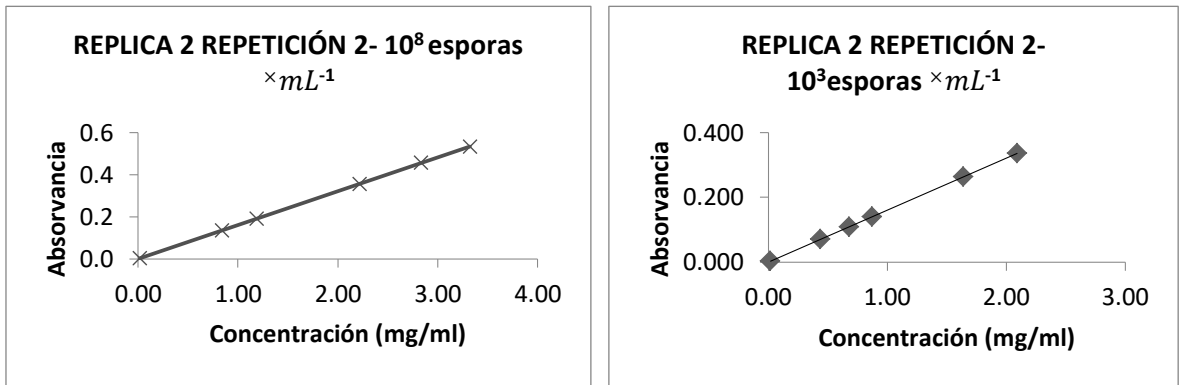 REPLICA 2 REPETICIÓN 2- 10⁸ esporas
×mL⁻¹
0.6
0.4
0.2
0.0
Absorvancia
0.00 1.00 2.00 3.00 4.00
Concentración (mg/ml)
REPLICA 2 REPETICIÓN 2-
10³esporas ×mL⁻¹
0.400
0.200
0.000
Absorvancia
0.00 1.00 2.00 3.00
Concentración (mg/ml)